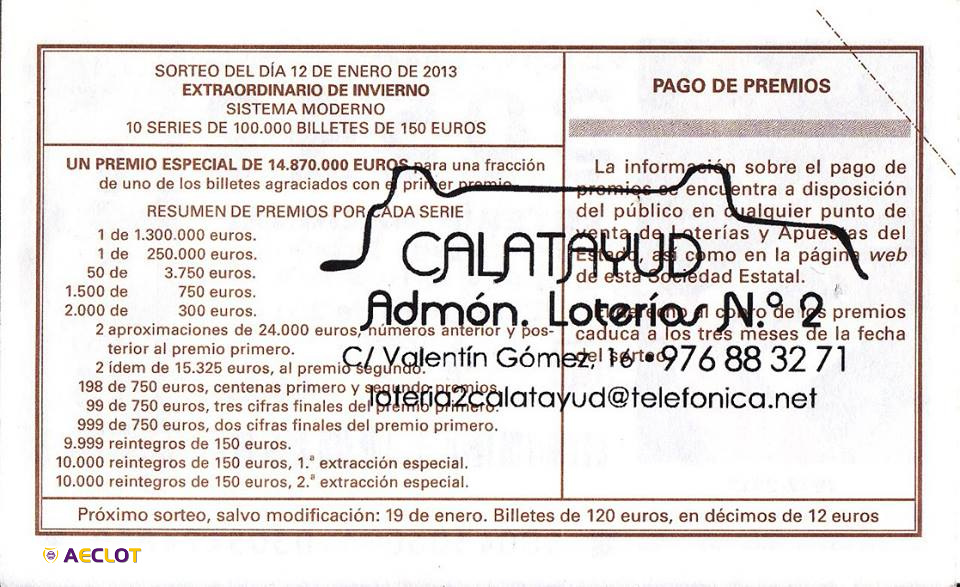 SORTEO DEL DÍA 12 DE ENERO DE 2013
EXTRAORDINARIO DE INVIERNO
SISTEMA MODERNO
10 SERIES DE 100.000 BILLETES DE 150 EUROS
UN PREMIO ESPECIAL DE 14.870.000 EUROS para una fracción
de uno de los billetes agraciados con el primer premio.
RESUMEN DE PREMIOS POR CADA SERIE
1 de 1.300.000 euros.
1 de 250.000 euros.
50 de 3.750 euros.
1.500 de 750 euros.
2.000 de 300 euros.
2 aproximaciones de 24.000 euros, números anterior y pos-
terior al premio primero.
2 ídem de 15.325 euros, al premio segundo.
198 de 750 euros, centenas primero y segundo premios.
99 de 750 euros, tres cifras finales del premio primero.
999 de 750 euros, dos cifras finales del premio primero.
9.999 reintegros de 150 euros.
10.000 reintegros de 150 euros, 1.ª extracción especial.
10.000 reintegros de 150 euros, 2.ª extracción especial.
PAGO DE PREMIOS
La información sobre el pago de
premios se encuentra a disposición
del público en cualquier punto de
venta de Loterías y Apuestas del
Estado, así como en la página web
de esta Sociedad Estatal.
El derecho al cobro de los premios
caduca a los tres meses de la fecha
del sorteo.
CALATAYUD
Admón. Loterías N.º 2
C/ Valentín Gómez, 16 • 976 88 32 71
loteria2calatayud@telefonica.net
Próximo sorteo, salvo modificación: 19 de enero. Billetes de 120 euros, en décimos de 12 euros
AECLOT